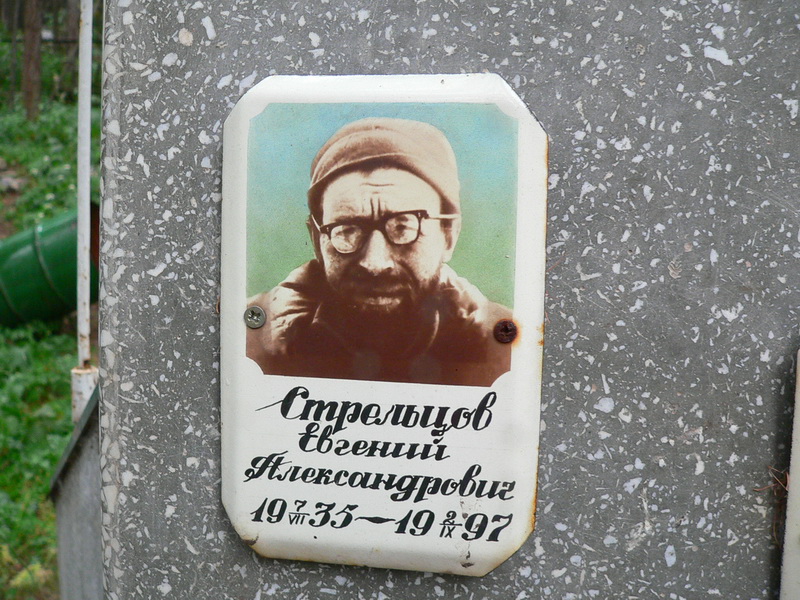 Стрельцов
Евгений
Александрович
19 7/VII 35 — 19 2/IX 97